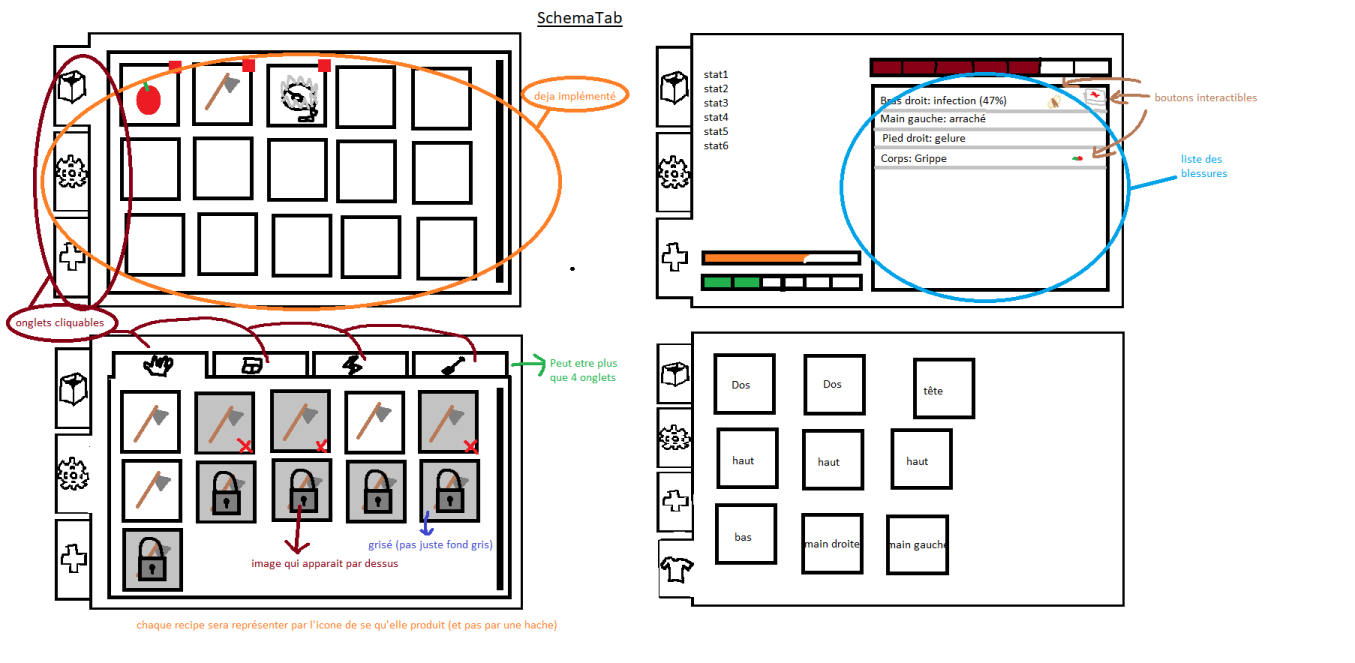 SchemaTab
deja implémenté
onglets cliquables
stat1
stat2
stat3
stat4
stat5
stat6
Bras droit: infection (47%)
Main gauche: arraché
Pied droit: gelure
Corps: Grippe
boutons interactibles
liste des
blessures
Peut etre plus
que 4 onglets
grisé (pas juste fond gris)
image qui apparait par dessus
chaque recipe sera représenter par l'icone de se qu'elle produit (et pas par une hache)
Dos
Dos
tête
haut
haut
haut
bas
main droite
main gauche